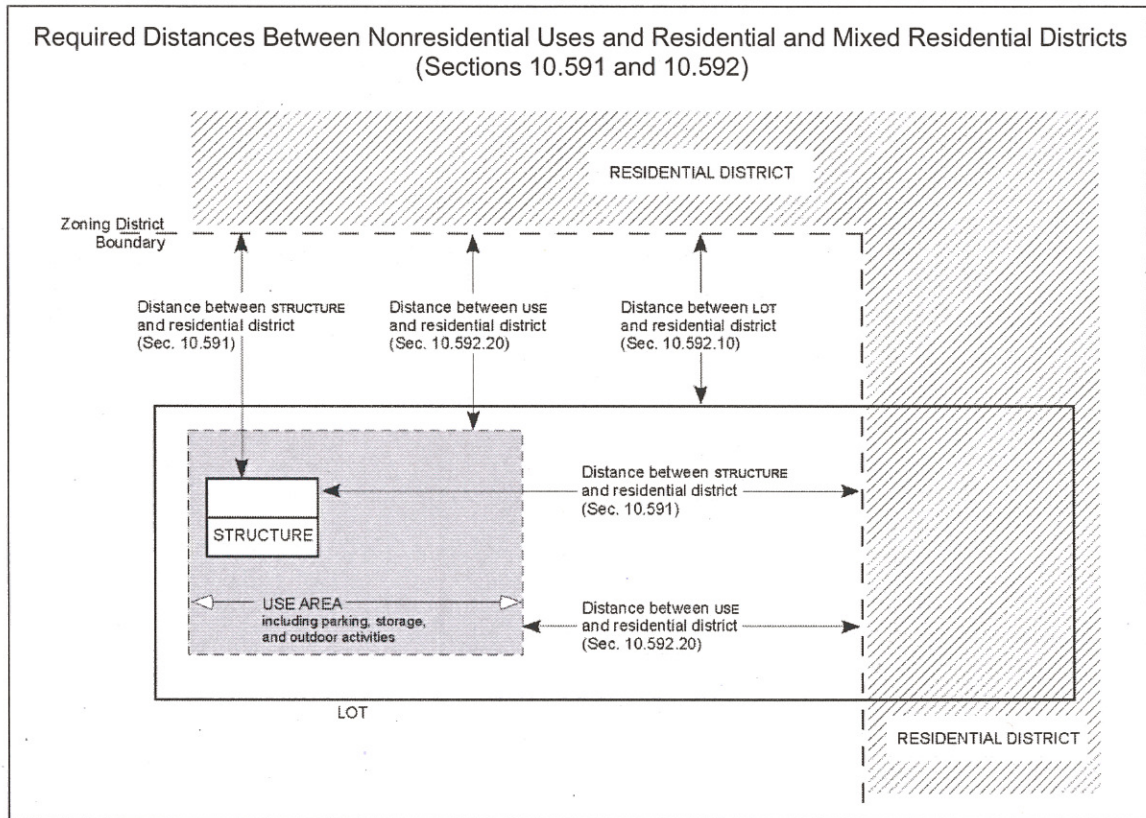 Required Distances Between Nonresidential Uses and Residential and Mixed Residential Districts
(Sections 10.591 and 10.592)
RESIDENTIAL DISTRICT
Zoning District
Boundary
Distance between STRUCTURE
and residential district
(Sec. 10.591)
Distance between USE
and residential district
(Sec. 10.592.20)
Distance between LOT
and residential district
(Sec. 10.592.10)
Distance between STRUCTURE
and residential district
(Sec. 10.591)
STRUCTURE
USE AREA
including parking, storage,
and outdoor activities
Distance between USE
and residential district
(Sec. 10.592.20)
LOT
RESIDENTIAL DISTRICT